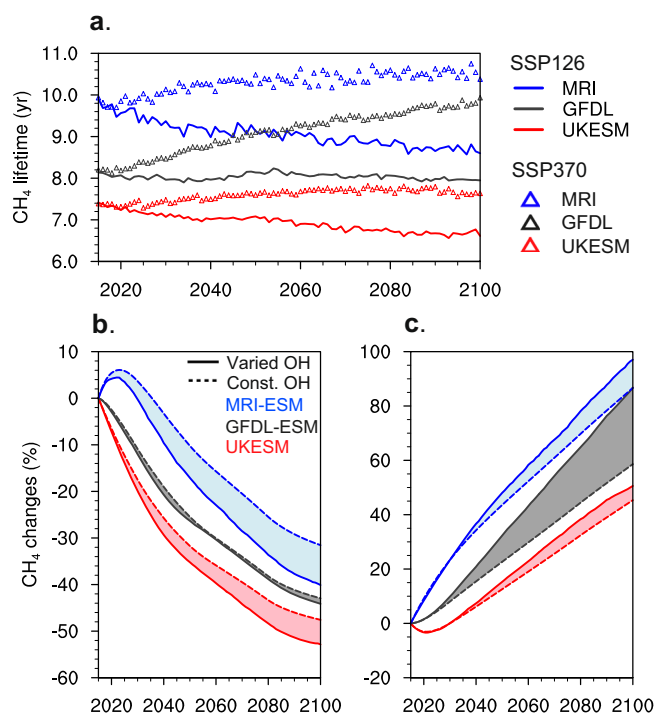 a.
11.0
10.0
9.0
8.0
7.0
6.0
CH₄ lifetime (yr)
2020 2040 2060 2080 2100
SSP126
MRI
GFDL
UKESM
SSP370
MRI
GFDL
UKESM
b.
10
0
-10
-20
-30
-40
-50
-60
CH₄ changes (%)
Varied OH
Const. OH
MRI-ESM
GFDL-ESM
UKESM
2020 2040 2060 2080 2100
c.
100
80
60
40
20
0
-20
2020 2040 2060 2080 2100